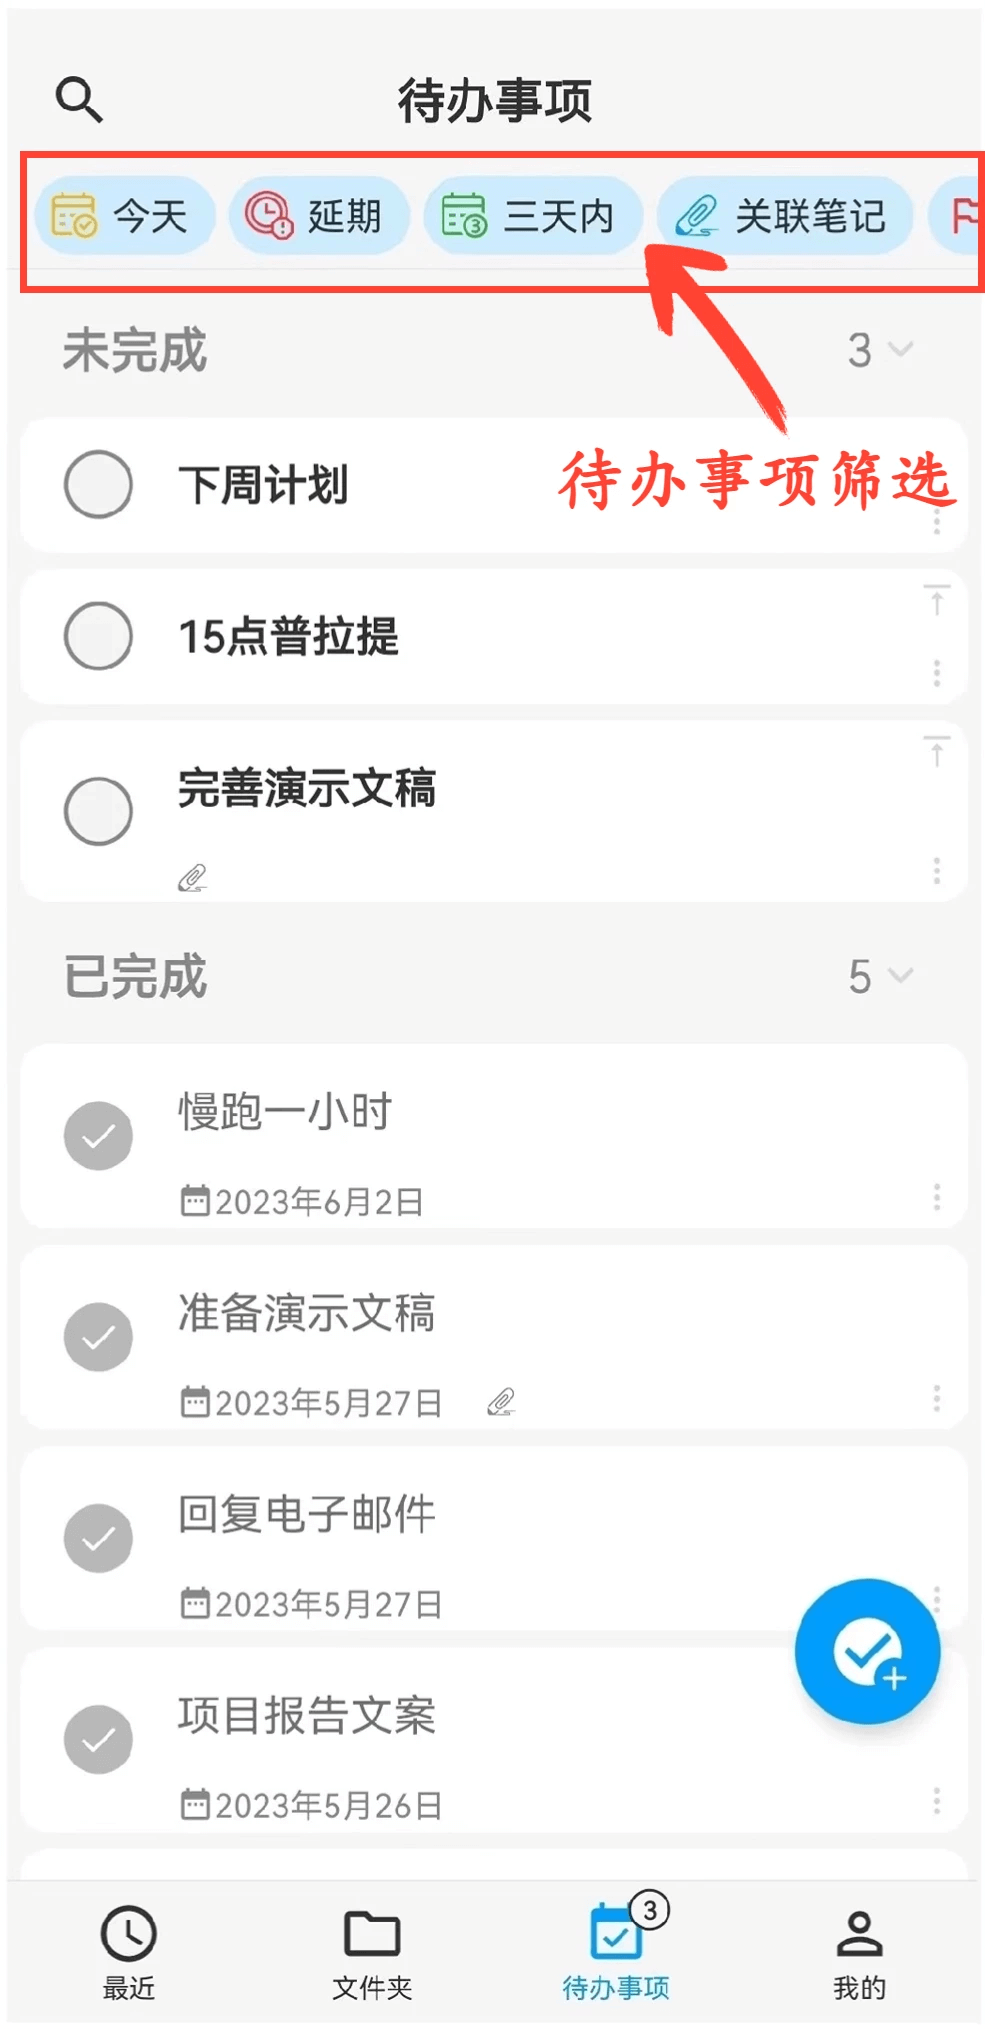 待办事项
今天 延期 三天内 关联笔记
未完成 3
下周计划
待办事项筛选
15点普拉提
完善演示文稿
已完成 5
慢跑一小时
2023年6月2日
准备演示文稿
2023年5月27日
回复电子邮件
2023年5月27日
项目报告文案
2023年5月26日
3
最近 文件夹 待办事项 我的